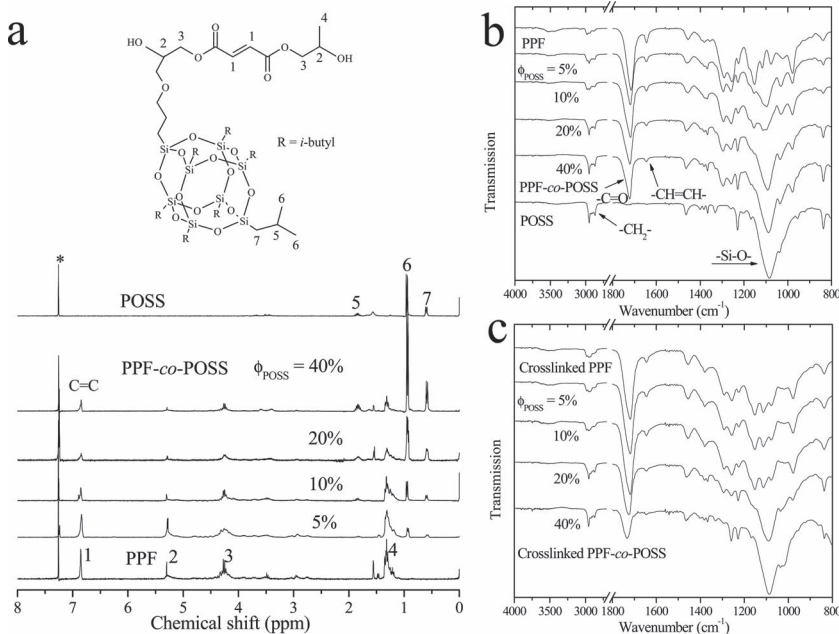 a
4
HO 2 3 O 1
O O 2 OH
1 O 3
O
R R = i-butyl
Si O Si R
O O O R
Si O Si
R Si O Si O 6
O Si O Si 5 6
R R 7
* 6
POSS 5 7
PPF-co-POSS ϕPOSS = 40%
C=C
20%
10%
5%
1 PPF 2 3 4
8 7 6 5 4 3 2 1 0
Chemical shift (ppm)
b
PPF
ϕPOSS = 5%
10%
20%
40%
PPF-co-POSS
-C=O
-CH=CH-
POSS
-CH2-
-Si-O-
Transmission
4000 3000 1800 1600 1400 1200 1000 800
Wavenumber (cm-1)
c
Crosslinked PPF
ϕPOSS = 5%
10%
20%
40%
Crosslinked PPF-co-POSS
Transmission
4000 3000 1800 1600 1400 1200 1000 800
Wavenumber (cm-1)